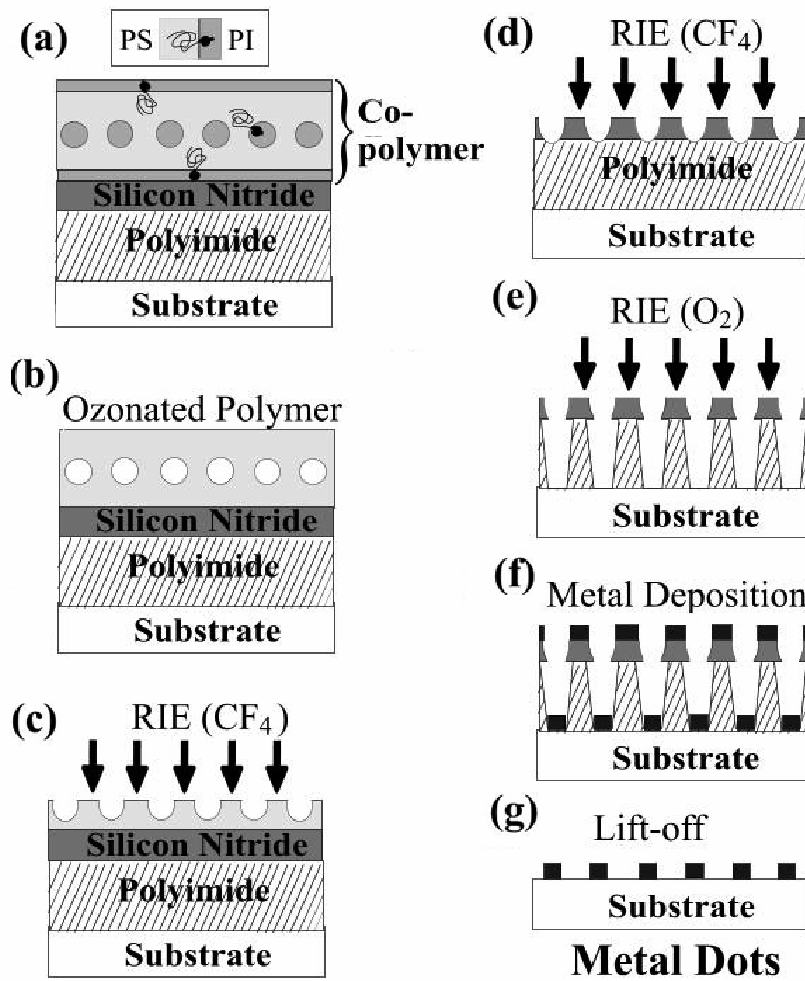 (a)
PS PI
Co-
polymer
Silicon Nitride
Polyimide
Substrate
(b)
Ozonated Polymer
Silicon Nitride
Polyimide
Substrate
(c)
RIE (CF₄)
Silicon Nitride
Polyimide
Substrate
(d)
RIE (CF₄)
Polyimide
Substrate
(e)
RIE (O₂)
Substrate
(f)
Metal Deposition
Substrate
(g)
Lift-off
Substrate
Metal Dots